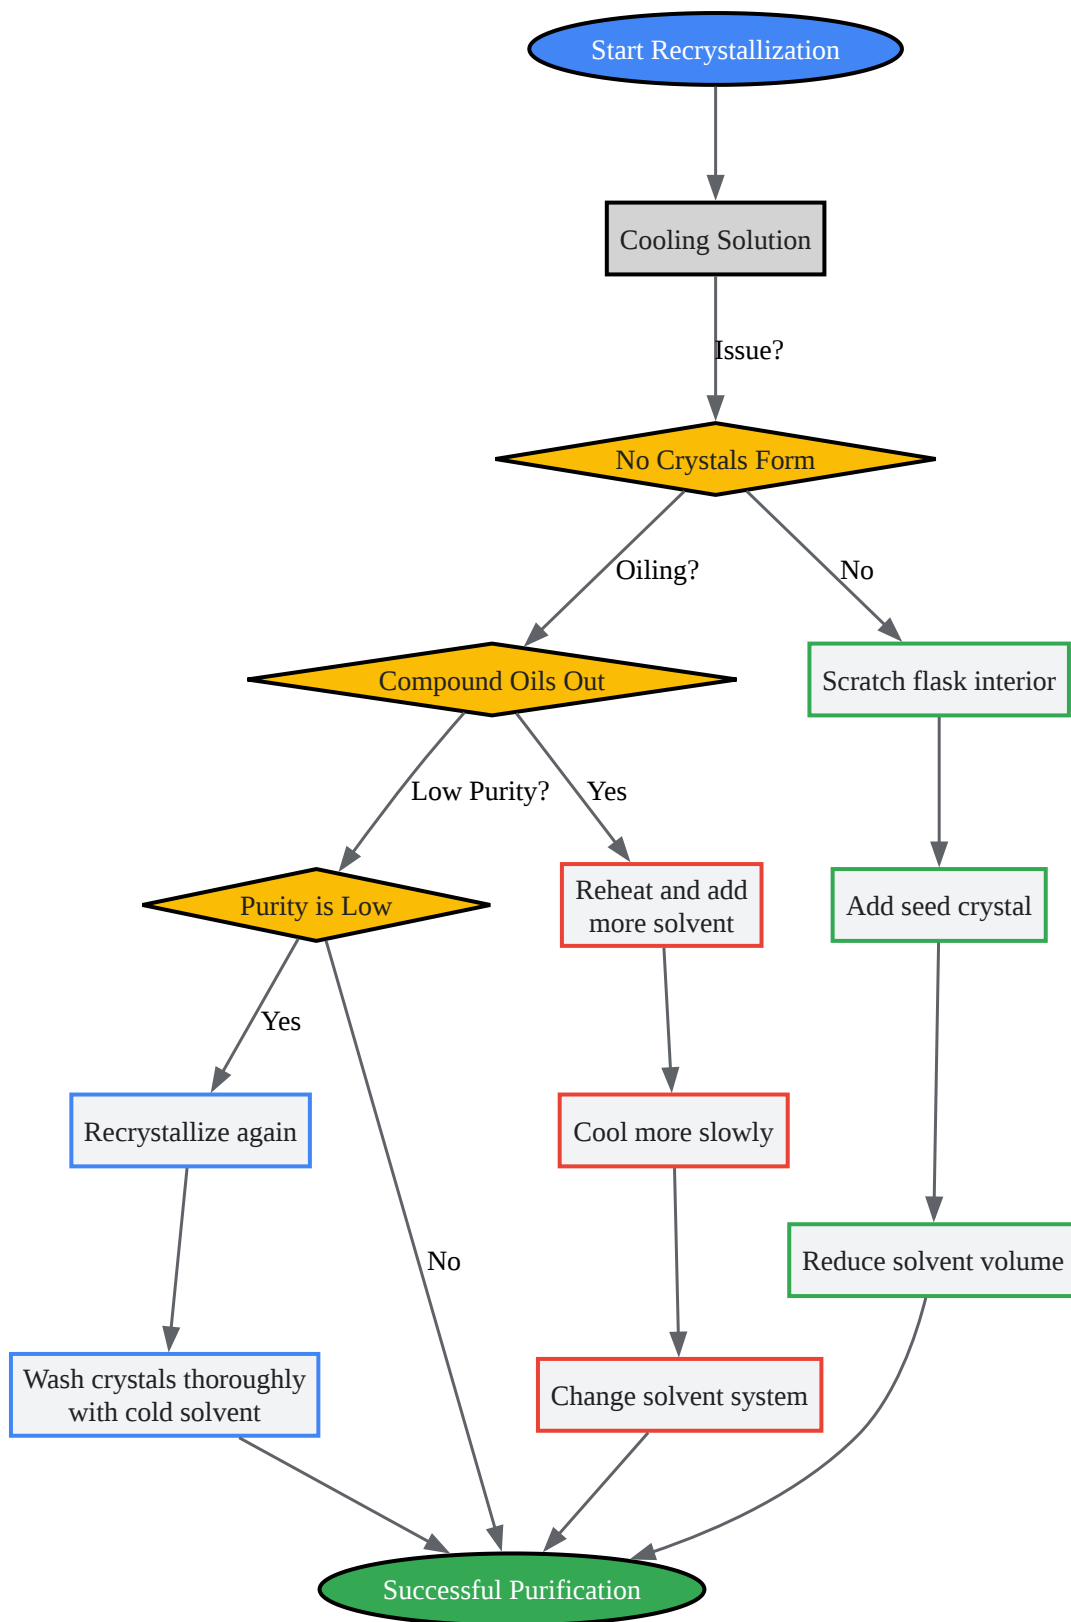 Start Recrystallization
Cooling Solution
Issue?
No Crystals Form
Oiling?
No
Compound Oils Out
Scratch flask interior
Low Purity?
Yes
Purity is Low
Reheat and add
more solvent
Add seed crystal
Yes
Recrystallize again
Cool more slowly
No
Reduce solvent volume
Wash crystals thoroughly
with cold solvent
Change solvent system
Successful Purification